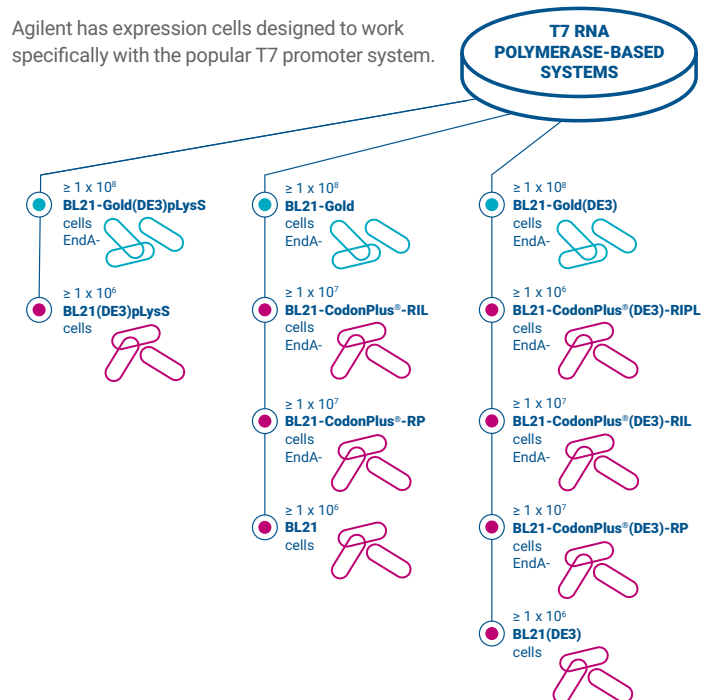 Agilent has expression cells designed to work
specifically with the popular T7 promoter system.
T7 RNA
POLYMERASE-BASED
SYSTEMS
≥ 1 x 10⁸
BL21-Gold(DE3)pLysS
cells
EndA-
≥ 1 x 10⁶
BL21(DE3)pLysS
cells
≥ 1 x 10⁸
BL21-Gold
cells
EndA-
≥ 1 x 10⁷
BL21-CodonPlus®-RIL
cells
EndA-
≥ 1 x 10⁷
BL21-CodonPlus®-RP
cells
EndA-
≥ 1 x 10⁶
BL21
cells
≥ 1 x 10⁸
BL21-Gold(DE3)
cells
EndA-
≥ 1 x 10⁶
BL21-CodonPlus®(DE3)-RIPL
cells
EndA-
≥ 1 x 10⁷
BL21-CodonPlus®(DE3)-RIL
cells
EndA-
≥ 1 x 10⁷
BL21-CodonPlus®(DE3)-RP
cells
EndA-
≥ 1 x 10⁶
BL21(DE3)
cells